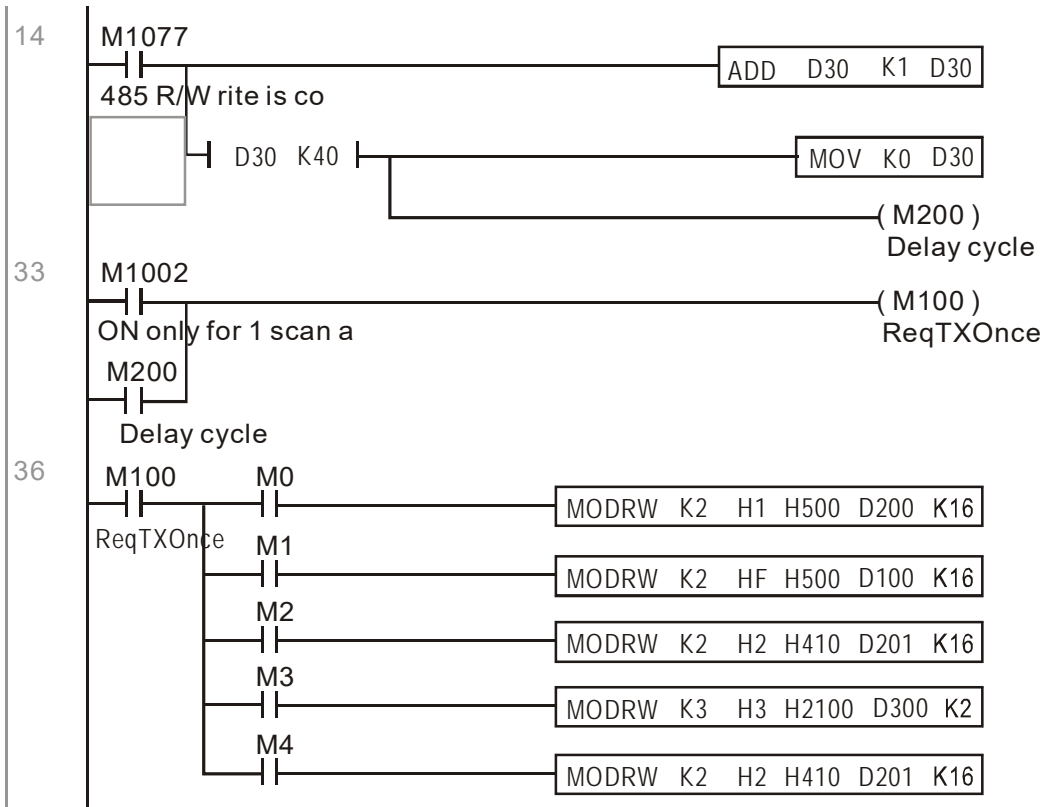 14
M1077
ADD D30 K1 D30
485 R/W rite is co
D30 K40
MOV K0 D30
( M200 )
Delay cycle
33
M1002
( M100 )
ON only for 1 scan a
ReqTXOnce
M200
Delay cycle
36
M100 M0
MODRW K2 H1 H500 D200 K16
ReqTXOnce
M1
MODRW K2 HF H500 D100 K16
M2
MODRW K2 H2 H410 D201 K16
M3
MODRW K3 H3 H2100 D300 K2
M4
MODRW K2 H2 H410 D201 K16